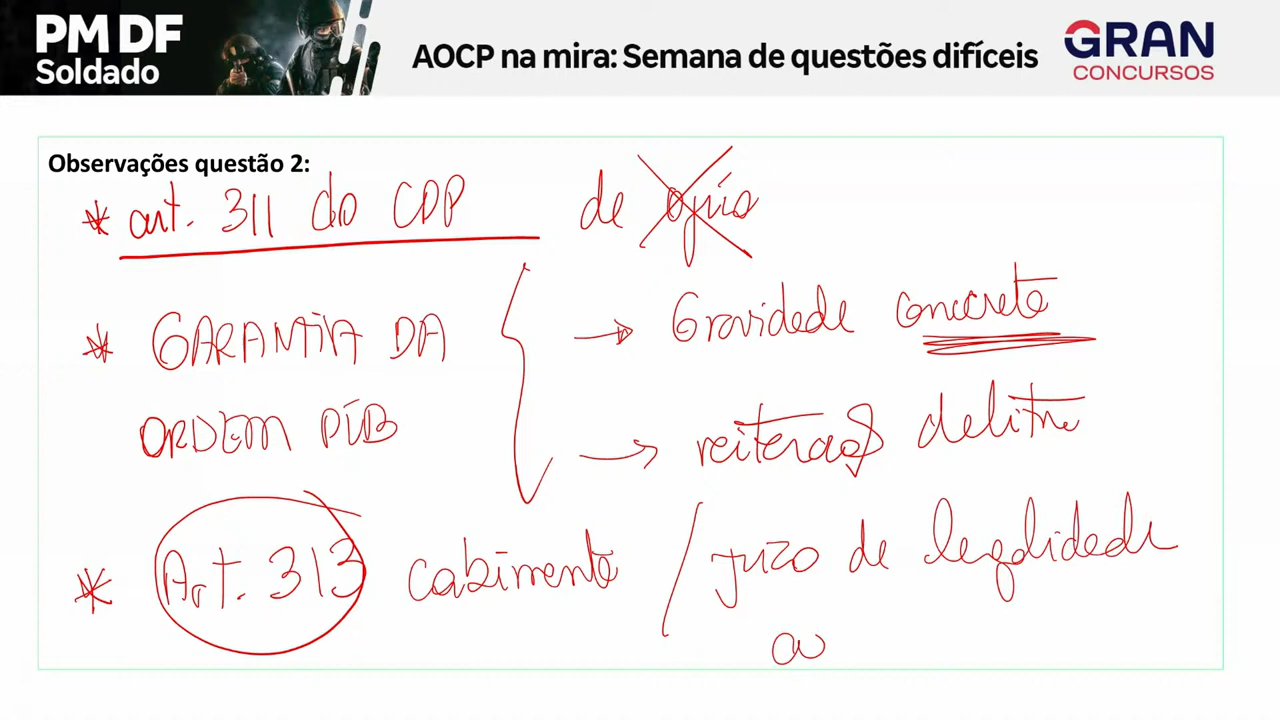 PM DF
Soldado
AOCP na mira: Semana de questões difíceis
GRAN
CONCURSOS
Observações questão 2:
* art. 311 do CPP de ofício
* GARANTIA DA
ORDEM PÚB
→ Gravidade concreta
→ reiteração delitiva
* Art. 313 cabimento / juízo de legalidade